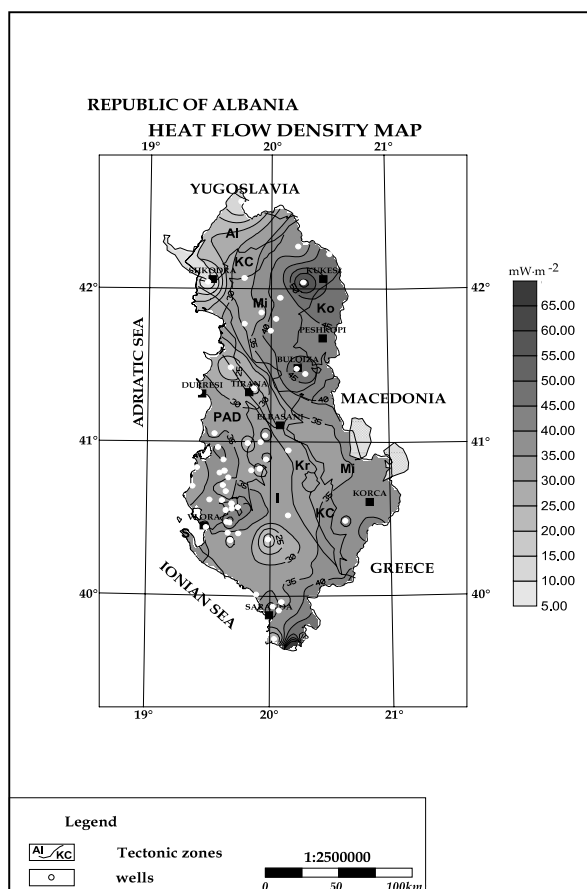 REPUBLIC OF ALBANIA
HEAT FLOW DENSITY MAP
19° 20° 21°
YUGOSLAVIA
Al
KC
SHKODRA
KUKESI
mW·m⁻²
42° 42°
Mi
Ko
PESHKOPI
65.00
60.00
55.00
50.00
45.00
40.00
35.00
30.00
25.00
20.00
15.00
10.00
5.00
ADRIATIC SEA
BULQIZA
DURRESI
TIRANA
MACEDONIA
PAD
ELBASANI
41° 41°
Kr
Mi
I
KC
KORCA
VLORA
S
GREECE
IONIAN SEA
40° 40°
SARANDA
19° 20° 21°
Legend
Al KC Tectonic zones
wells
1:2500000
0 50 100km